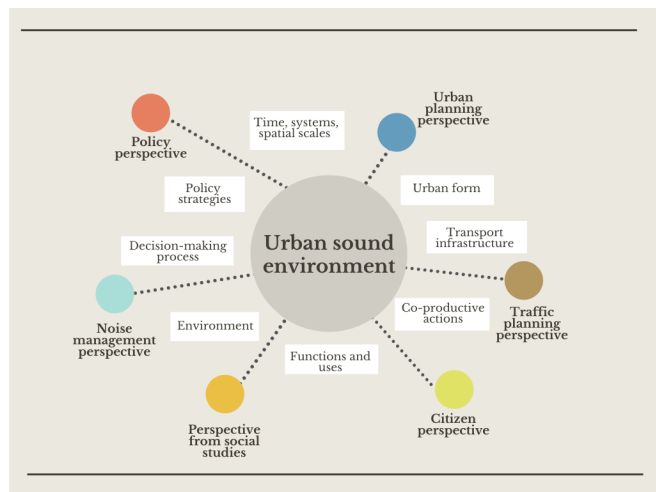 Urban
planning
perspective
Time, systems,
spatial scales
Policy
perspective
Policy
strategies
Urban form
Urban sound
environment
Transport
infrastructure
Decision-making
process
Co-productive
actions
Traffic
planning
perspective
Environment
Noise
management
perspective
Functions and
uses
Citizen
perspective
Perspective
from social
studies